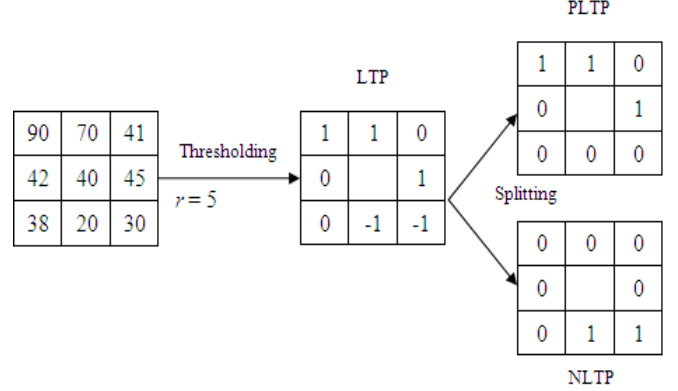 PLTP
1 1 0
0 1
0 0 0
LTP
1 1 0
0 1
0 -1 -1
90 70 41
42 40 45
38 20 30
Thresholding
r = 5
Splitting
0 0 0
0 0
0 1 1
NLTP